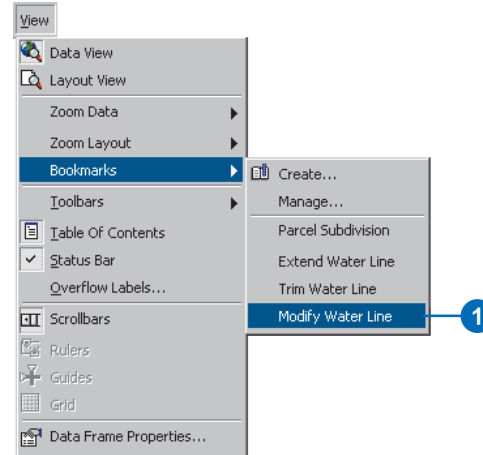 View
Data View
Layout View
Zoom Data
Zoom Layout
Bookmarks
Toolbars
Table Of Contents
Status Bar
Overflow Labels...
Scrollbars
Rulers
Guides
Grid
Data Frame Properties...
Create...
Manage...
Parcel Subdivision
Extend Water Line
Trim Water Line
Modify Water Line
1